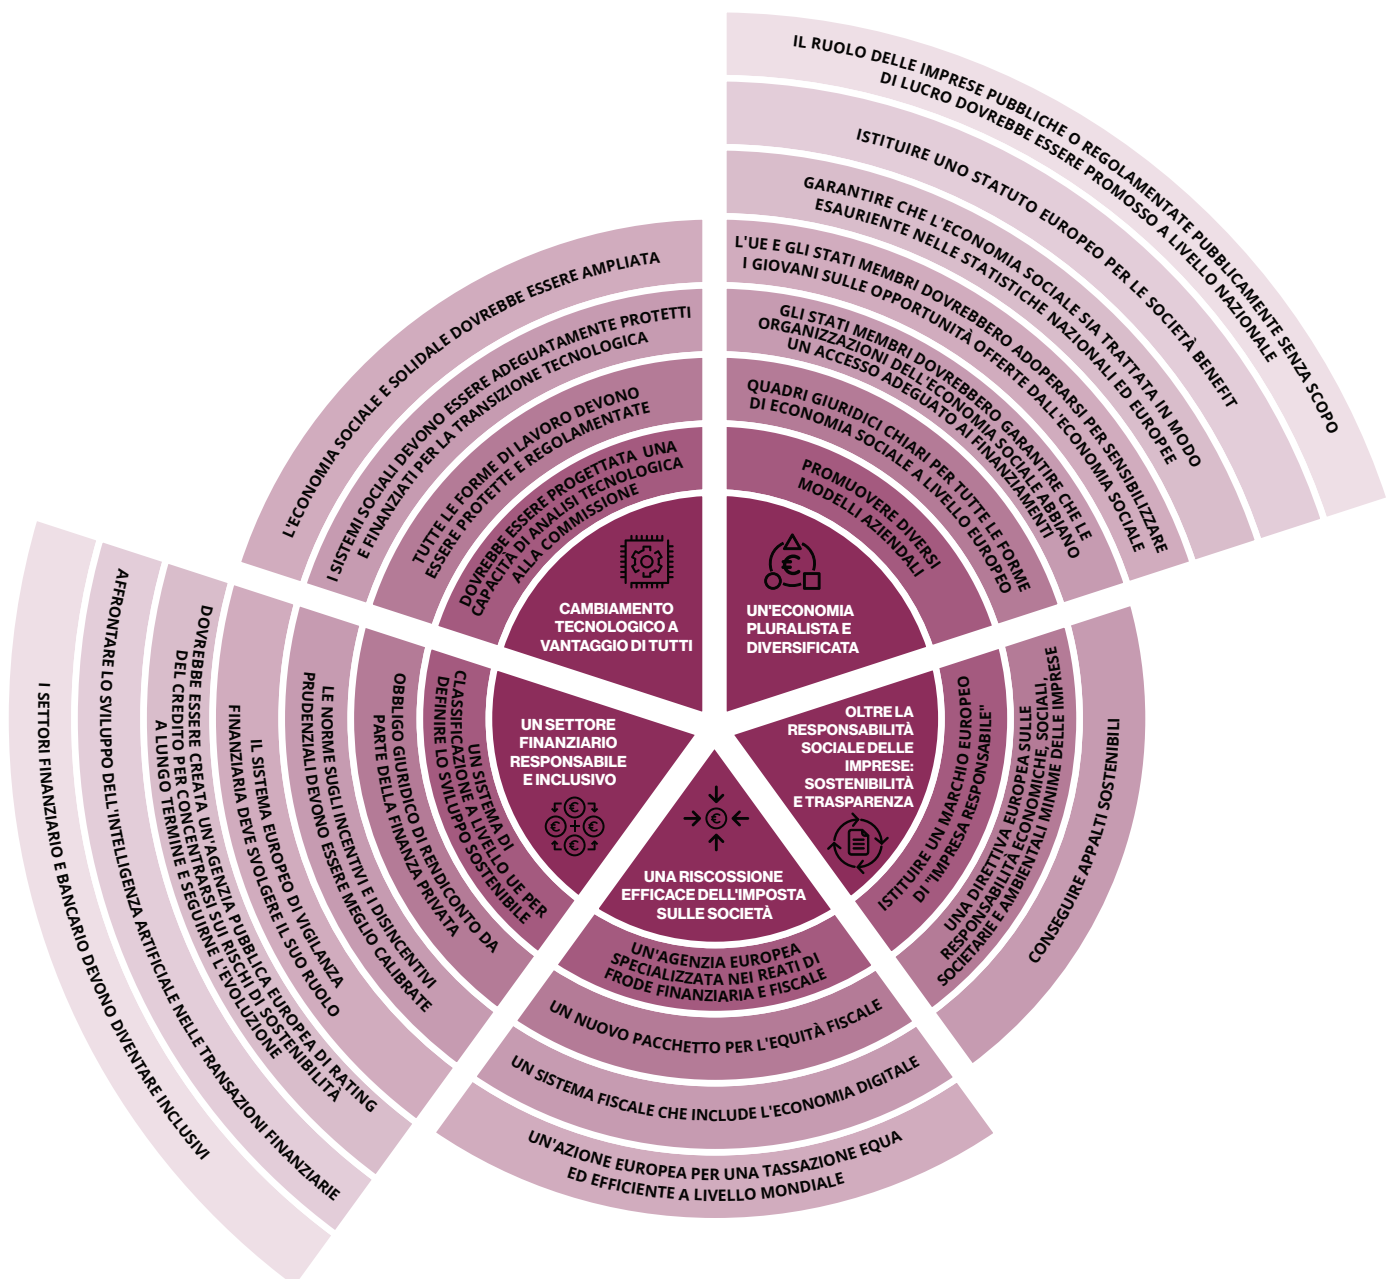 IL RUOLO DELLE IMPRESE PUBBLICHE O REGOLAMENTATE PUBBLICAMENTE SENZA SCOPO
DI LUCRO DOVREBBE ESSERE PROMOSSO A LIVELLO NAZIONALE
ISTITUIRE UNO STATUTO EUROPEO PER LE SOCIETÀ BENEFIT
GARANTIRE CHE L'ECONOMIA SOCIALE SIA TRATTATA IN MODO
ESAURIENTE NELLE STATISTICHE NAZIONALI ED EUROPEE
L'UE E GLI STATI MEMBRI DOVREBBERO ADOPERARSI PER SENSIBILIZZARE
I GIOVANI SULLE OPPORTUNITÀ OFFERTE DALL'ECONOMIA SOCIALE
GLI STATI MEMBRI DOVREBBERO GARANTIRE CHE LE
ORGANIZZAZIONI DELL'ECONOMIA SOCIALE ABBIANO
UN ACCESSO ADEGUATO AI FINANZIAMENTI
QUADRI GIURIDICI CHIARI PER TUTTE LE FORME
DI ECONOMIA SOCIALE A LIVELLO EUROPEO
PROMUOVERE DIVERSI
MODELLI AZIENDALI
UN'ECONOMIA
PLURALISTA E
DIVERSIFICATA
OLTRE LA
RESPONSABILITÀ
SOCIALE DELLE
IMPRESE:
SOSTENIBILITÀ
E TRASPARENZA
ISTITUIRE UN MARCHIO EUROPEO
DI "IMPRESA RESPONSABILE"
UNA DIRETTIVA EUROPEA SULLE
RESPONSABILITÀ ECONOMICHE, SOCIALI,
SOCIETARIE E AMBIENTALI MINIME DELLE IMPRESE
CONSEGUIRE APPALTI SOSTENIBILI
UNA RISCOSSIONE
EFFICACE DELL'IMPOSTA
SULLE SOCIETÀ
UN'AGENZIA EUROPEA
SPECIALIZZATA NEI REATI DI
FRODE FINANZIARIA E FISCALE
UN NUOVO PACCHETTO PER L'EQUITÀ FISCALE
UN SISTEMA FISCALE CHE INCLUDE L'ECONOMIA DIGITALE
UN'AZIONE EUROPEA PER UNA TASSAZIONE EQUA
ED EFFICIENTE A LIVELLO MONDIALE
UN SETTORE
FINANZIARIO
RESPONSABILE
E INCLUSIVO
UN SISTEMA DI
CLASSIFICAZIONE A LIVELLO UE PER
DEFINIRE LO SVILUPPO SOSTENIBILE
OBBLIGO GIURIDICO DI RENDICONTO DA
PARTE DELLA FINANZA PRIVATA
LE NORME SUGLI INCENTIVI E I DISINCENTIVI
PRUDENZIALI DEVONO ESSERE MEGLIO CALIBRATE
IL SISTEMA EUROPEO DI VIGILANZA
FINANZIARIA DEVE SVOLGERE IL SUO RUOLO
DOVREBBE ESSERE CREATA UN'AGENZIA PUBBLICA EUROPEA DI RATING
DEL CREDITO PER CONCENTRARSI SUI RISCHI DI SOSTENIBILITÀ
A LUNGO TERMINE E SEGUIRNE L'EVOLUZIONE
AFFRONTARE LO SVILUPPO DELL'INTELLIGENZA ARTIFICIALE NELLE TRANSAZIONI FINANZIARIE
I SETTORI FINANZIARIO E BANCARIO DEVONO DIVENTARE INCLUSIVI
CAMBIAMENTO
TECNOLOGICO A
VANTAGGIO DI TUTTI
DOVREBBE ESSERE PROGETTATA UNA
CAPACITÀ DI ANALISI TECNOLOGICA
ALLA COMMISSIONE
TUTTE LE FORME DI LAVORO DEVONO
ESSERE PROTETTE E REGOLAMENTATE
I SISTEMI SOCIALI DEVONO ESSERE ADEGUATAMENTE PROTETTI
E FINANZIATI PER LA TRANSIZIONE TECNOLOGICA
L'ECONOMIA SOCIALE E SOLIDALE DOVREBBE ESSERE AMPLIATA